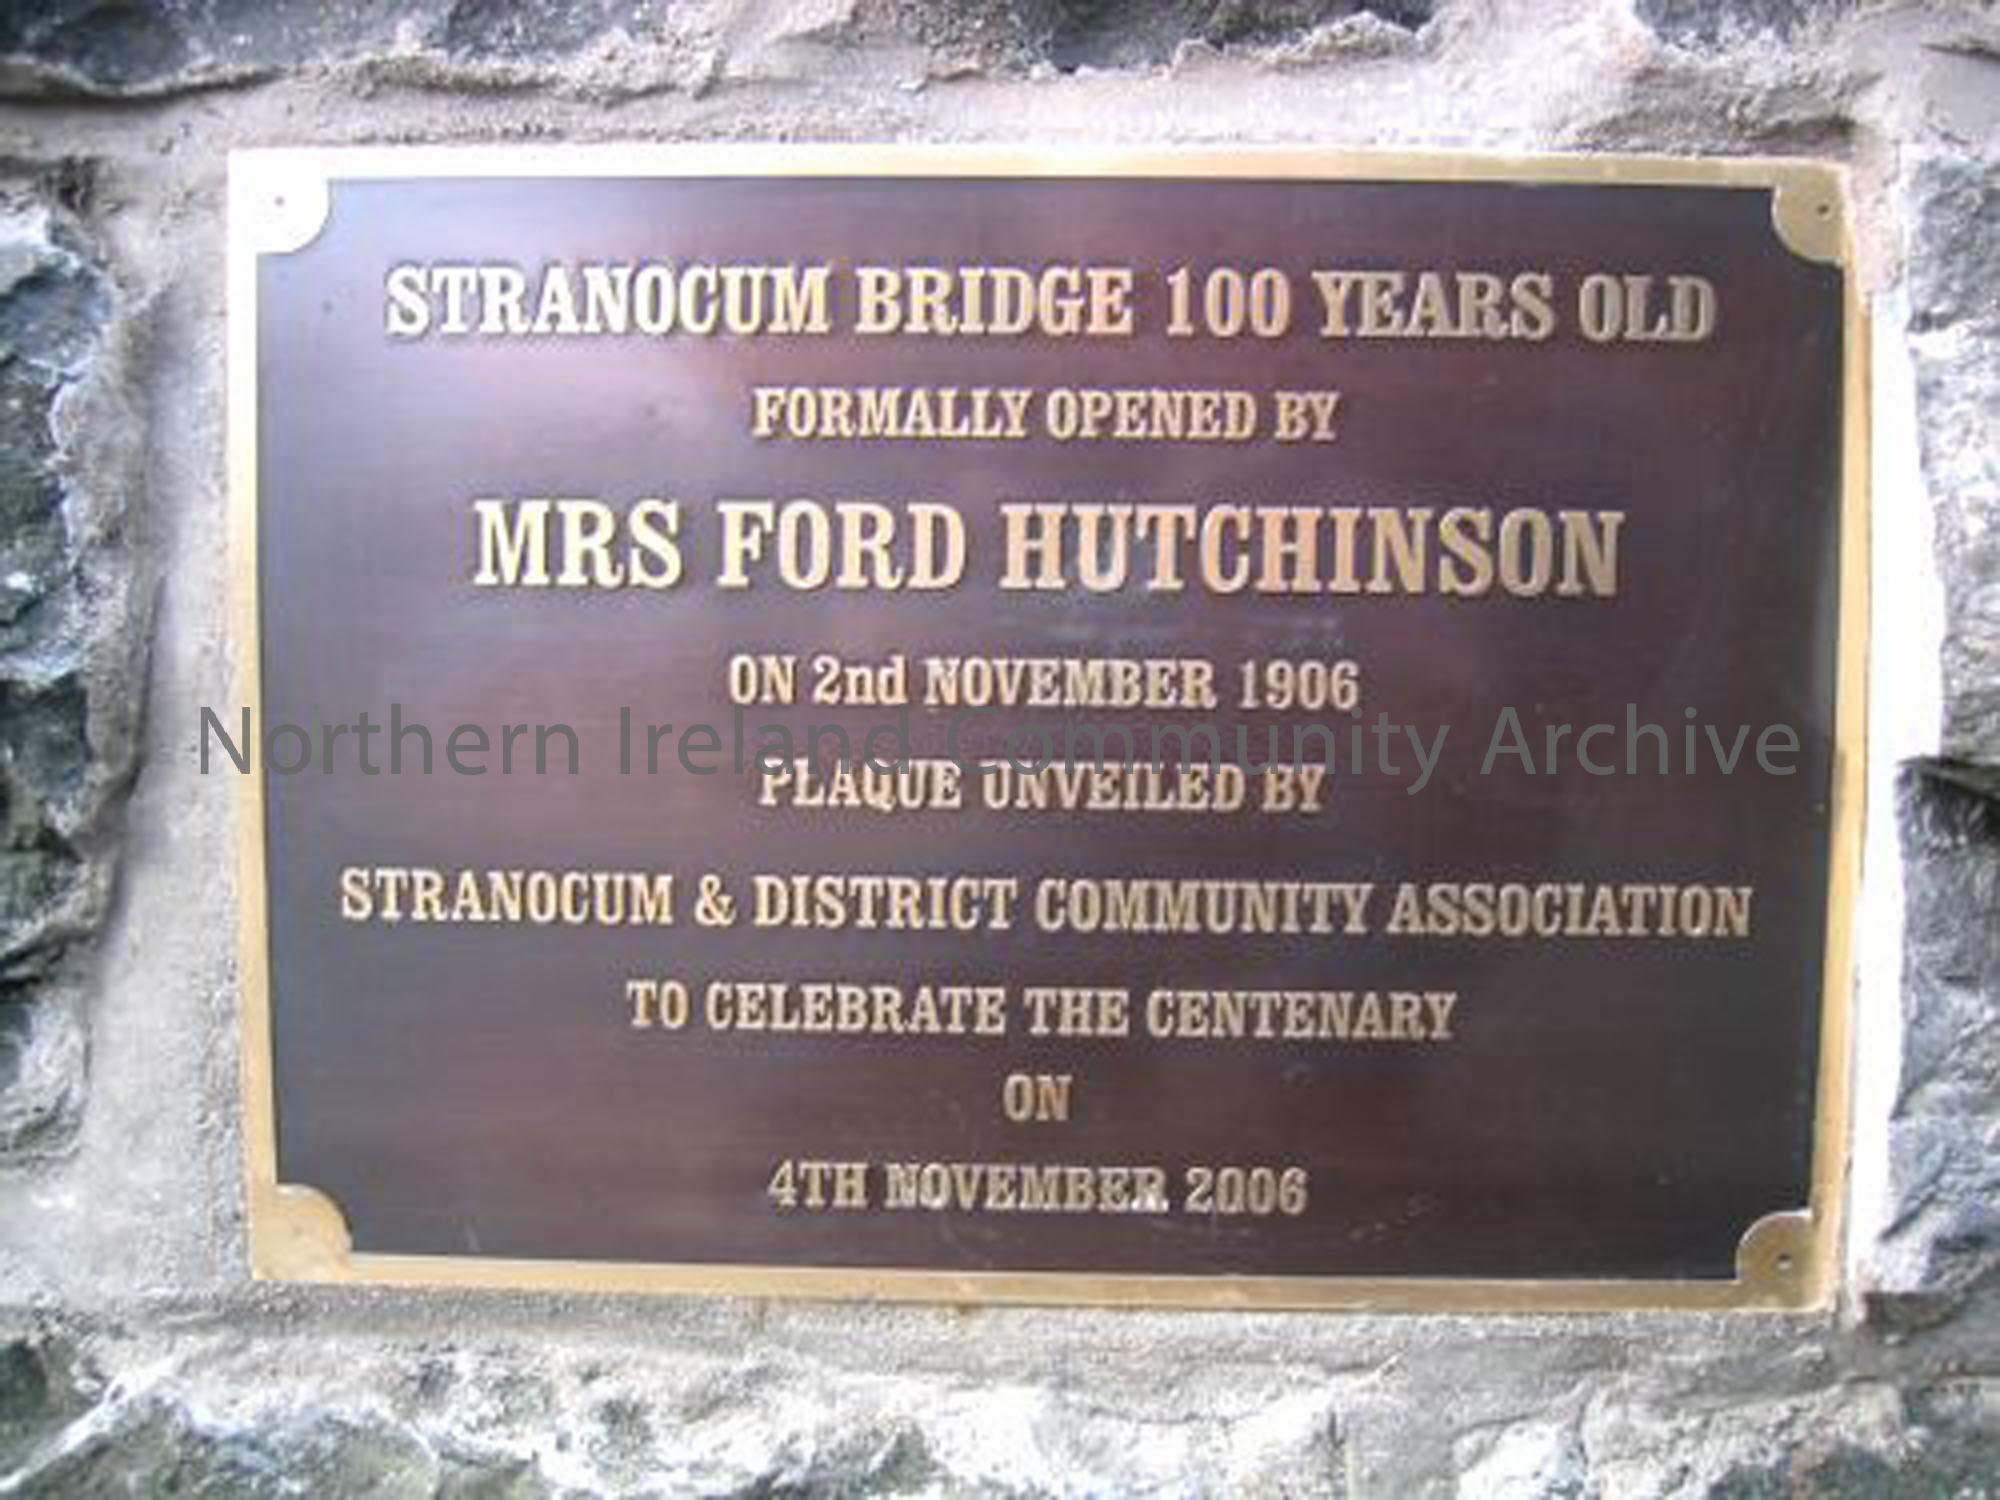 STRANOCUM BRIDGE 100 YEARS OLD
FORMALLY OPENED BY
MRS FORD HUTCHINSON
ON 2nd NOVEMBER 1906
Northern Ireland Community Archive
PLAQUE UNVEILED BY
STRANOCUM & DISTRICT COMMUNITY ASSOCIATION
TO CELEBRATE THE CENTENARY
ON
4TH NOVEMBER 2006